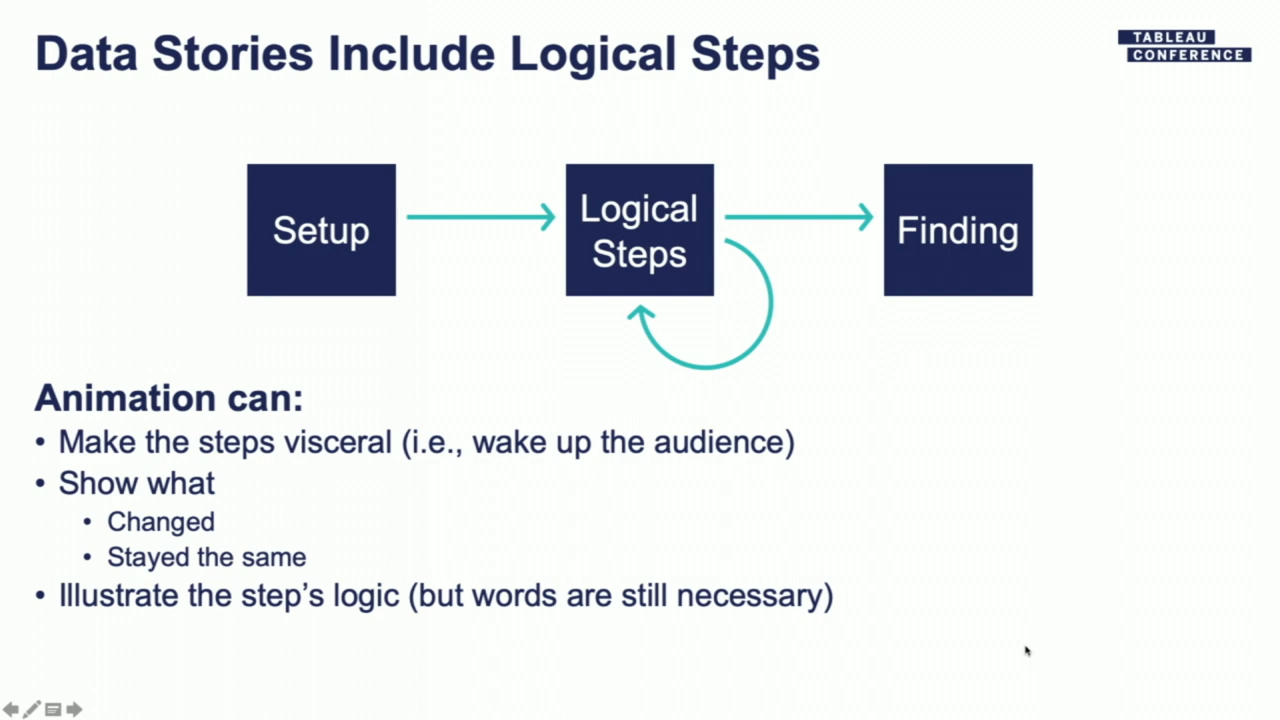 Data Stories Include Logical Steps
TABLEAU
CONFERENCE
Setup
Logical
Steps
Finding
Animation can:
• Make the steps visceral (i.e., wake up the audience)
• Show what
• Changed
• Stayed the same
• Illustrate the step’s logic (but words are still necessary)